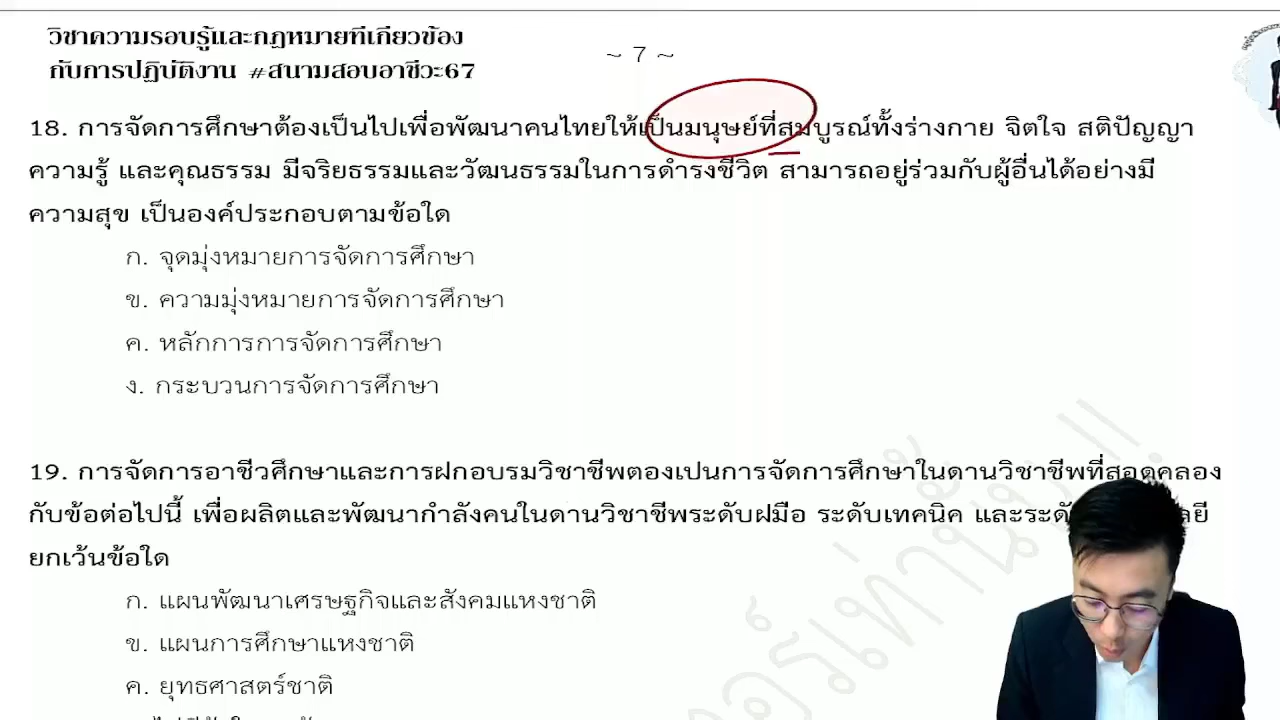 วิชาความรอบรู้และกฎหมายที่เกี่ยวข้อง
กับการปฏิบัติงาน #สนามสอบอาชีวะ67
~ 7 ~
18. การจัดการศึกษาต้องเป็นไปเพื่อพัฒนาคนไทยให้เป็นมนุษย์ที่สมบูรณ์ทั้งร่างกาย จิตใจ สติปัญญา
ความรู้ และคุณธรรม มีจริยธรรมและวัฒนธรรมในการดำรงชีวิต สามารถอยู่ร่วมกับผู้อื่นได้อย่างมี
ความสุข เป็นองค์ประกอบตามข้อใด
ก. จุดมุ่งหมายการจัดการศึกษา
ข. ความมุ่งหมายการจัดการศึกษา
ค. หลักการการจัดการศึกษา
ง. กระบวนการจัดการศึกษา
19. การจัดการอาชีวศึกษาและการฝกอบรมวิชาชีพตองเปนการจัดการศึกษาในดานวิชาชีพที่สอดคลอง
กับข้อต่อไปนี้ เพื่อผลิตและพัฒนากำลังคนในดานวิชาชีพระดับฝมือ ระดับเทคนิค และระดั
ยกเว้นข้อใด
ก. แผนพัฒนาเศรษฐกิจและสังคมแหงชาติ
ข. แผนการศึกษาแหงชาติ
ค. ยุทธศาสตร์ชาติ